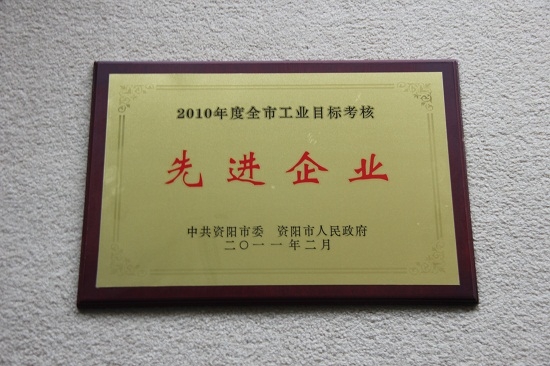 2010年度全市工业目标考核
先进企业
中共资阳市委 资阳市人民政府
二〇一一年二月